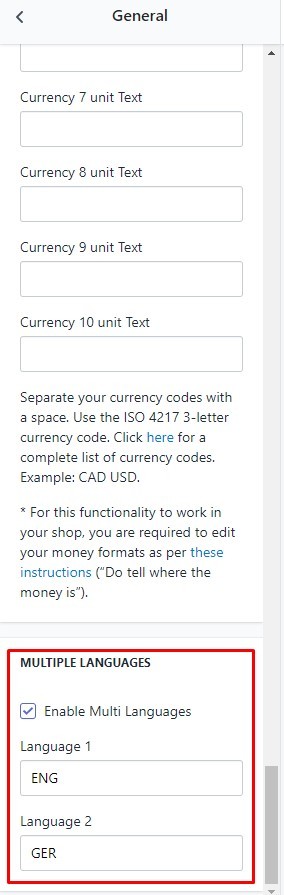 General
Currency 7 unit Text
Currency 8 unit Text
Currency 9 unit Text
Currency 10 unit Text
Separate your currency codes with
a space. Use the ISO 4217 3-letter
currency code. Click here for a
complete list of currency codes.
Example: CAD USD.
* For this functionality to work in
your shop, you are required to edit
your money formats as per these
instructions (“Do tell where the
money is”).
MULTIPLE LANGUAGES
Enable Multi Languages
Language 1
ENG
Language 2
GER